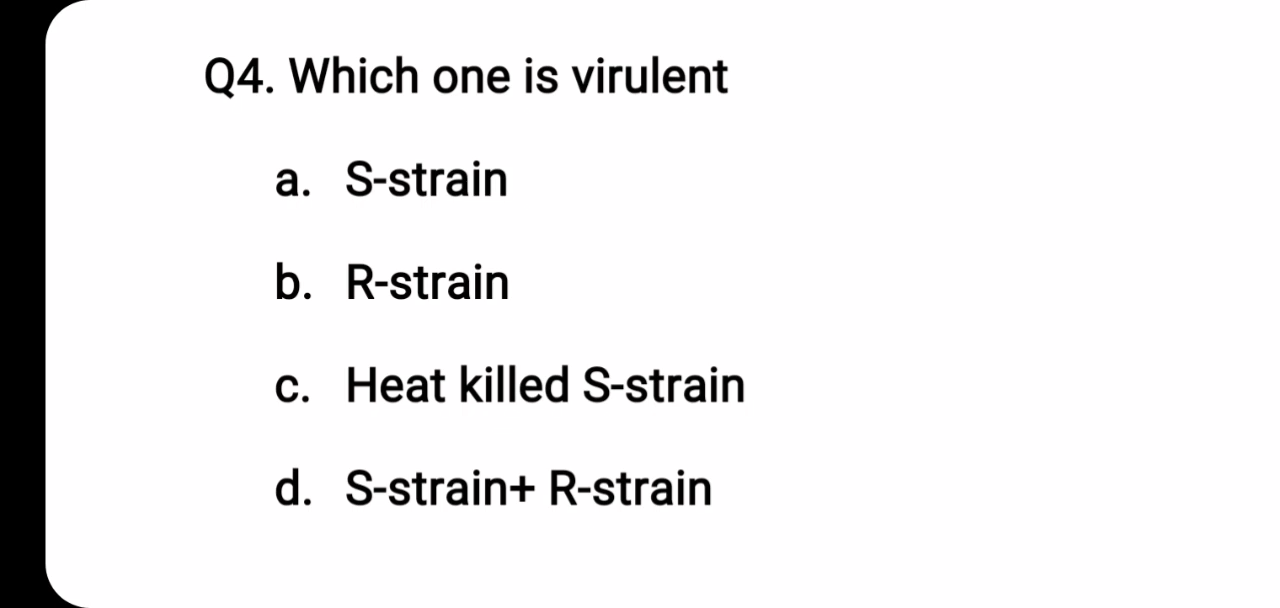 Q4. Which one is virulent
a. S-strain
b. R-strain
c. Heat killed S-strain
d. S-strain+ R-strain